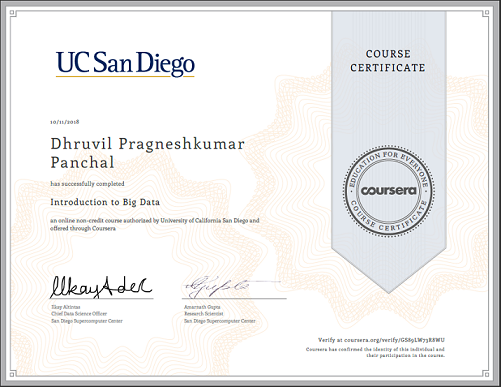 UC San Diego
COURSE
CERTIFICATE
10/11/2018
Dhruvil Pragneshkumar
Panchal
has successfully completed
Introduction to Big Data
an online non-credit course authorized by University of California San Diego and
offered through Coursera
EDUCATION FOR EVERYONE
coursera
COURSE CERTIFICATE
Ilkay Altintas
Chief Data Science Officer
San Diego Supercomputer Center
Amarnath Gupta
Research Scientist
San Diego Supercomputer Center
Verify at coursera.org/verify/
Coursera has confirmed the identity of this individual and
their participation in the course.